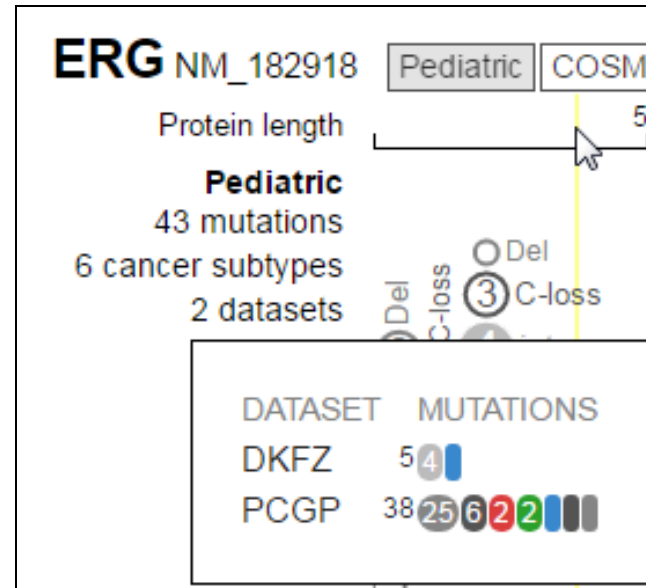 ERG NM_182918 Pediatric COSM
Protein length 5
Pediatric
43 mutations
6 cancer subtypes
2 datasets
Del
3 C-loss
Del
C-loss
DATASET MUTATIONS
DKFZ 5 4
PCGP 38 25 6 2 2